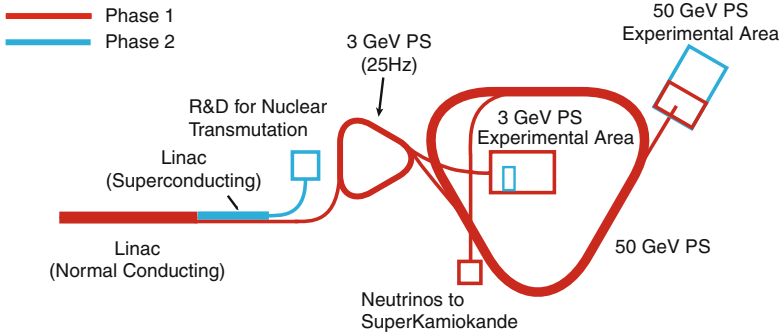 Phase 1
Phase 2
3 GeV PS
(25Hz)
50 GeV PS
Experimental Area
R&D for Nuclear
Transmutation
3 GeV PS
Experimental Area
Linac
(Superconducting)
Linac
(Normal Conducting)
50 GeV PS
Neutrinos to
SuperKamiokande